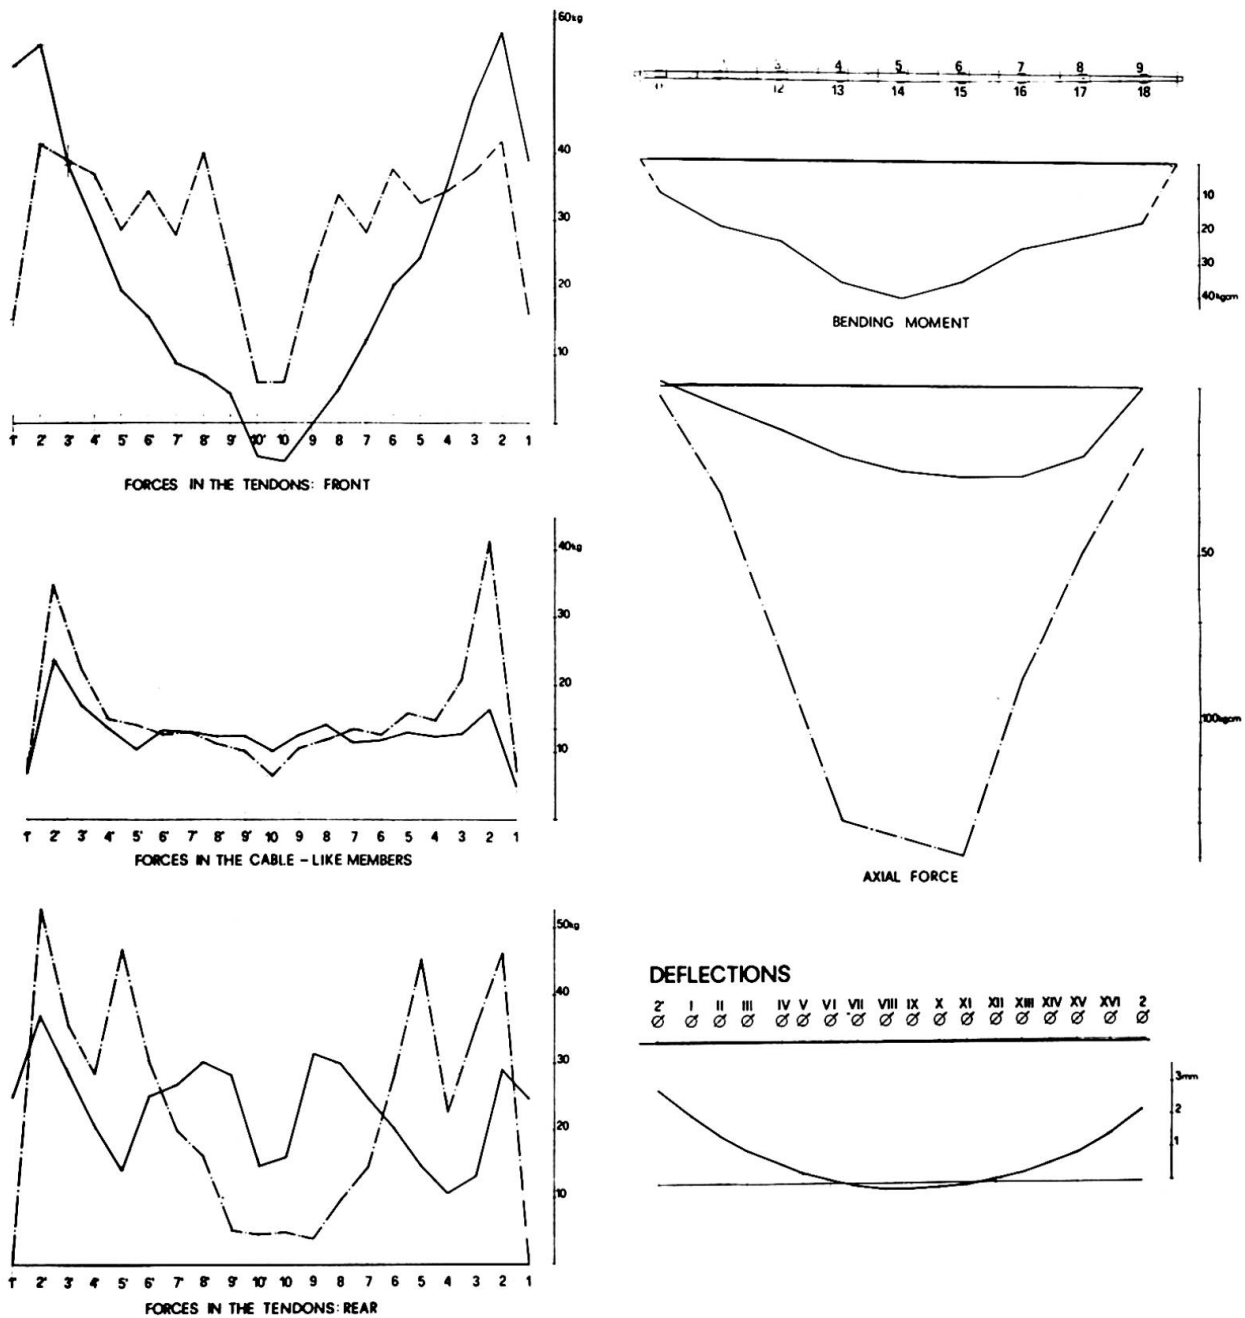 60kg
40
30
20
10
1' 2' 3' 4' 5' 6' 7' 8' 9' 10' 10 9 8 7 6 5 4 3 2 1
FORCES IN THE TENDONS: FRONT
40kg
30
20
10
1' 2' 3' 4' 5' 6' 7' 8' 9' 10 9 8 7 6 5 4 3 2 1
FORCES IN THE CABLE - LIKE MEMBERS
50kg
40
30
20
10
1' 2' 3' 4' 5' 6' 7' 8' 9' 10' 10 9 8 7 6 5 4 3 2 1
FORCES IN THE TENDONS: REAR
4 5 6 7 8 9
12 13 14 15 16 17 18
10
20
30
40kgcm
BENDING MOMENT
50
100kgcm
AXIAL FORCE
DEFLECTIONS
2' I II III IV V VI VII VIII IX X XI XII XIII XIV XV XVI 2
3mm
2
1